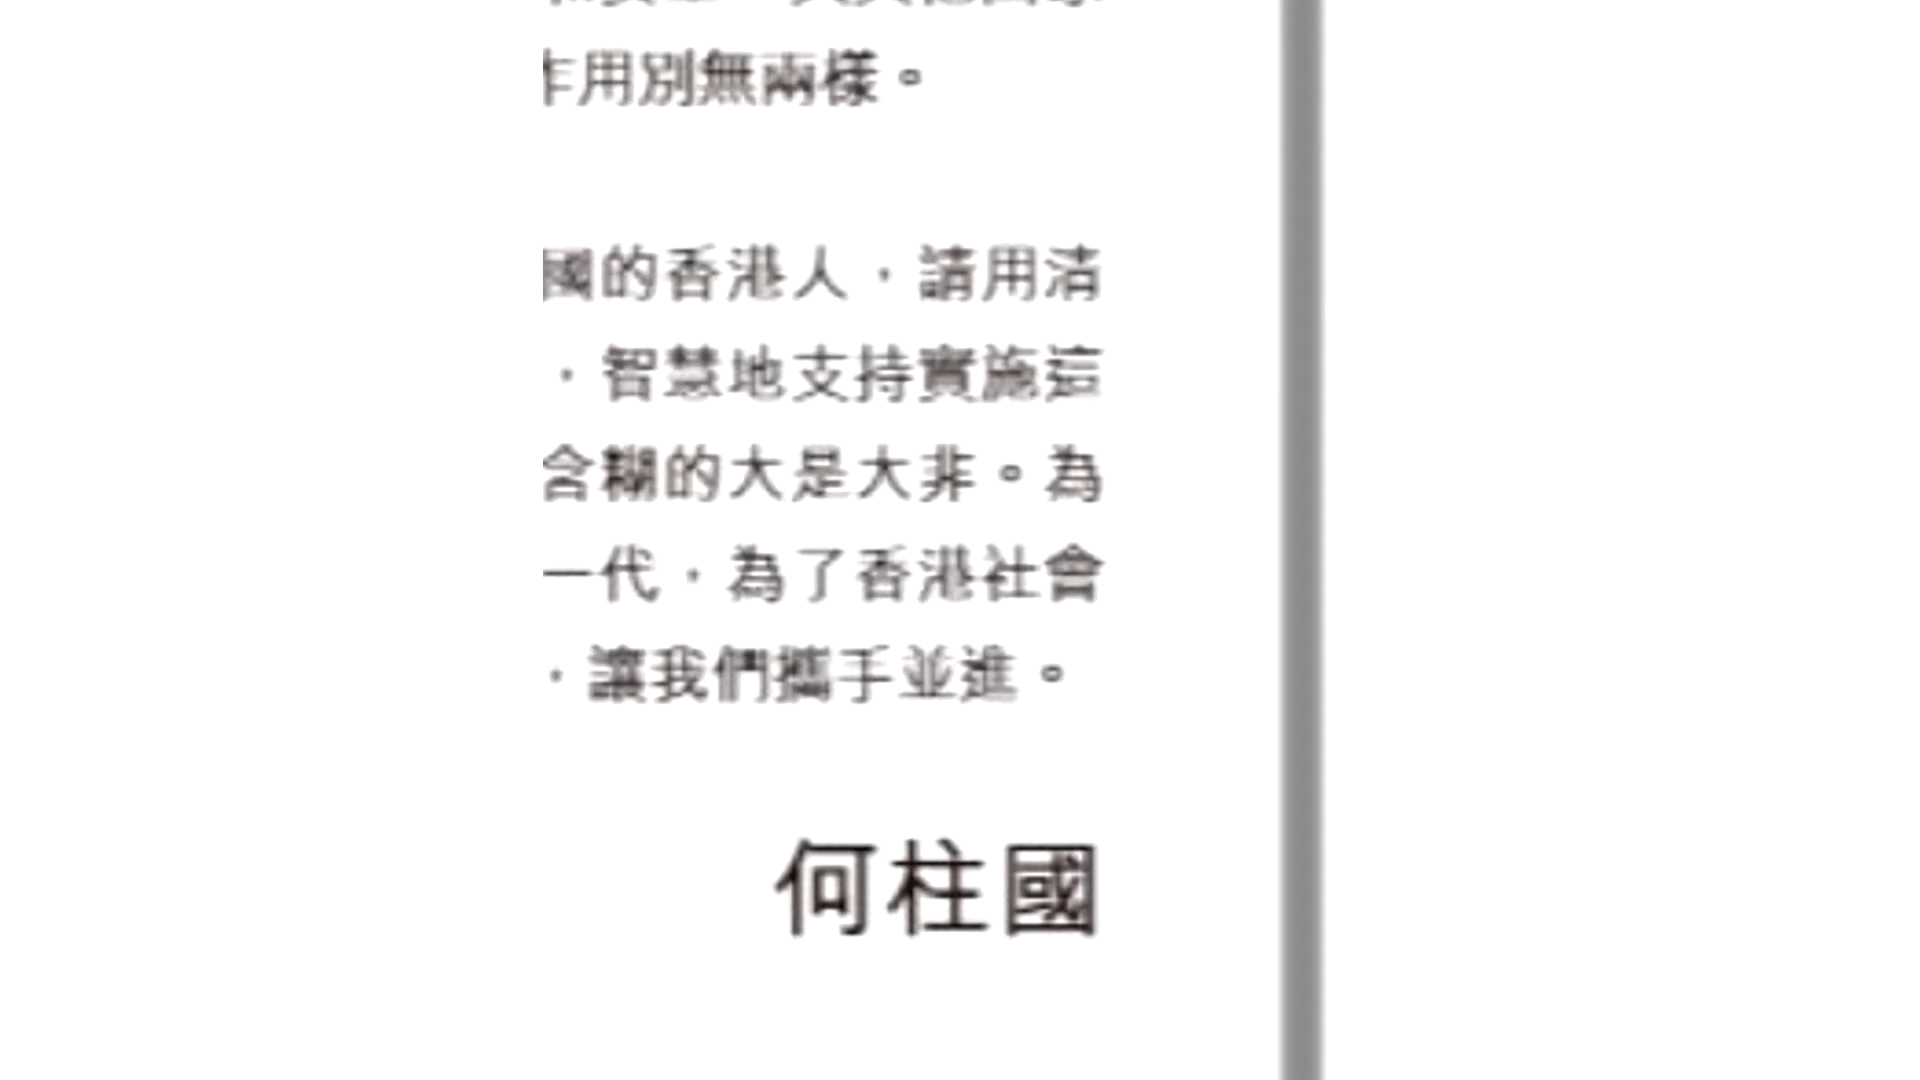 用別無兩樣。
國的香港人，請用清
，智慧地支持實施這
含糊的大是大非。為
一代，為了香港社會
，讓我們攜手並進。
何柱國